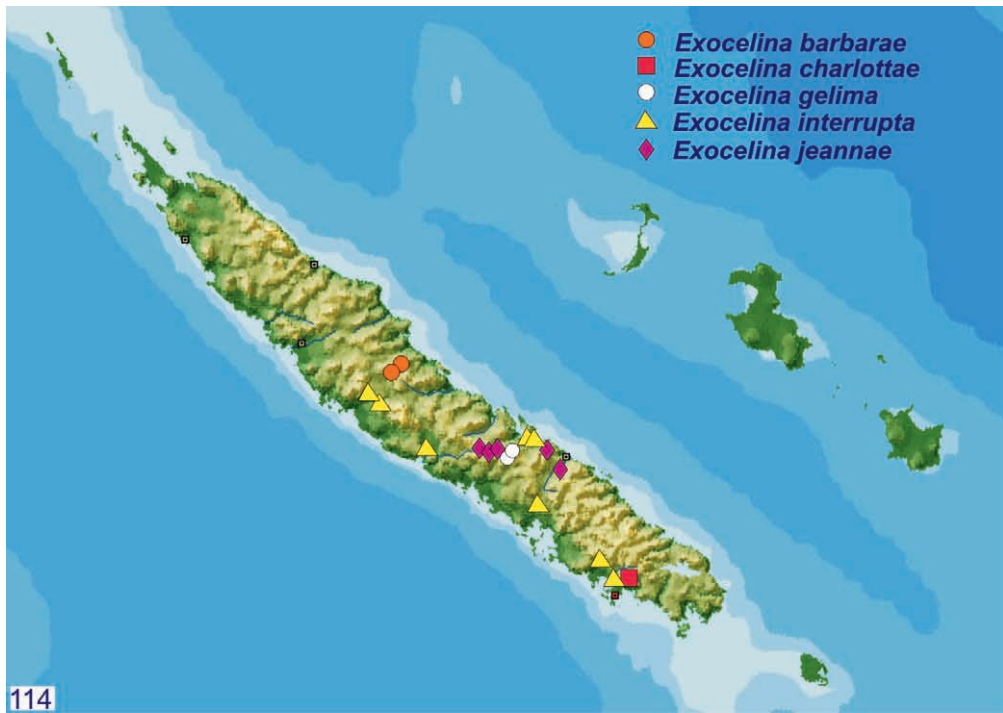 Exocelina barbarae
Exocelina charlottae
Exocelina gelima
Exocelina interrupta
Exocelina jeannae
114